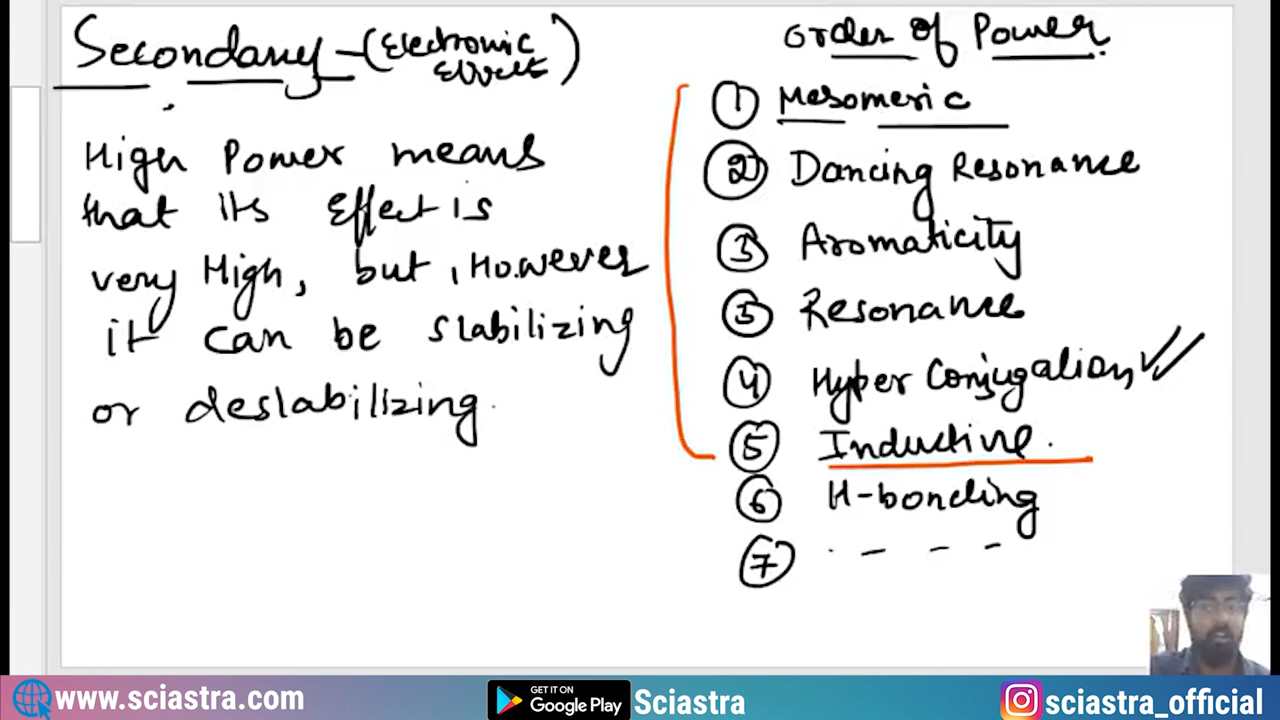 Secondary - (Electronic
Effect)
High Power means
that its Effect is
very High, but, However
it can be stabilizing
or destabilizing.
Order of Power
1 Mesomeric
2 Dancing Resonance
3 Aromaticity
3 Resonance
4 Hyper Conjugation,
5 Inductive.
6 H-bonding
7 - - - -
www.sciastra.com
GET IT ON
Google Play
Sciastra
sciastra_official